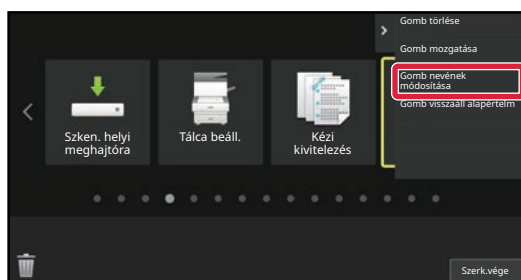 Gomb törlése
Gomb mozgatása
Gomb nevének
módosítása
Gomb visszaáll alapértelm
Szken. helyi
meghajtóra
Tálca beáll.
Kézi
kivitelezés
Szerk.vége